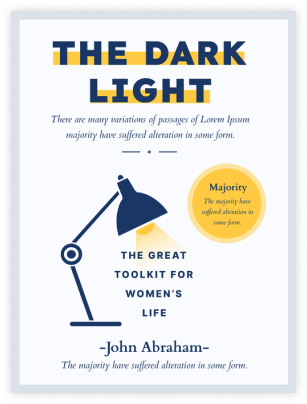 THE DARK
LIGHT
There are many variations of passages of Lorem Ipsum
majority have suffered alteration in some form.
Majority
The majority have
suffered alteration in
some form.
THE GREAT
TOOLKIT FOR
WOMEN'S
LIFE
-John Abraham-
The majority have suffered alteration in some form.